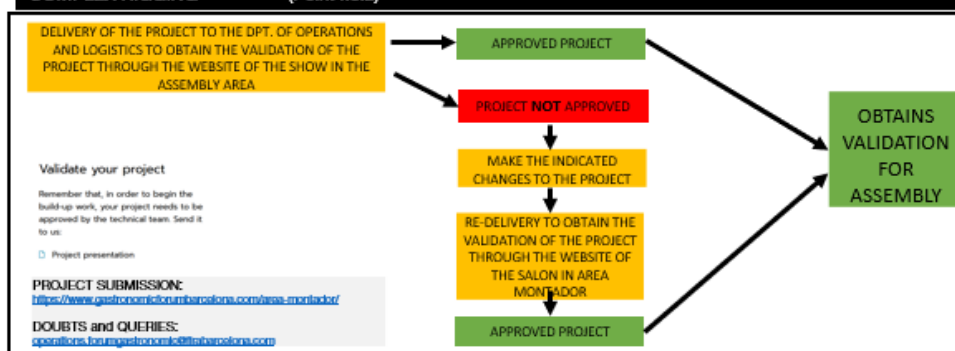 DELIVERY OF THE PROJECT TO THE DPT. OF OPERATIONS
AND LOGISTICS TO OBTAIN THE VALIDATION OF THE
PROJECT THROUGH THE WEBSITE OF THE SHOW IN THE
ASSEMBLY AREA
APPROVED PROJECT
PROJECT NOT APPROVED
MAKE THE INDICATED
CHANGES TO THE PROJECT
RE-DELIVERY TO OBTAIN THE
VALIDATION OF THE PROJECT
THROUGH THE WEBSITE OF
THE SALON IN AREA
MONTADOR
APPROVED PROJECT
OBTAINS
VALIDATION
FOR
ASSEMBLY
Validate your project
Remember that, in order to begin the
build-up work, your project needs to be
approved by the technical team. Send it
to us:
Project presentation
PROJECT SUBMISSION:
https://www.gastronomicforumbarcelona.com/area-montador/
DOUBTS and QUERIES:
operations.forumgastronomic@firabarcelona.com